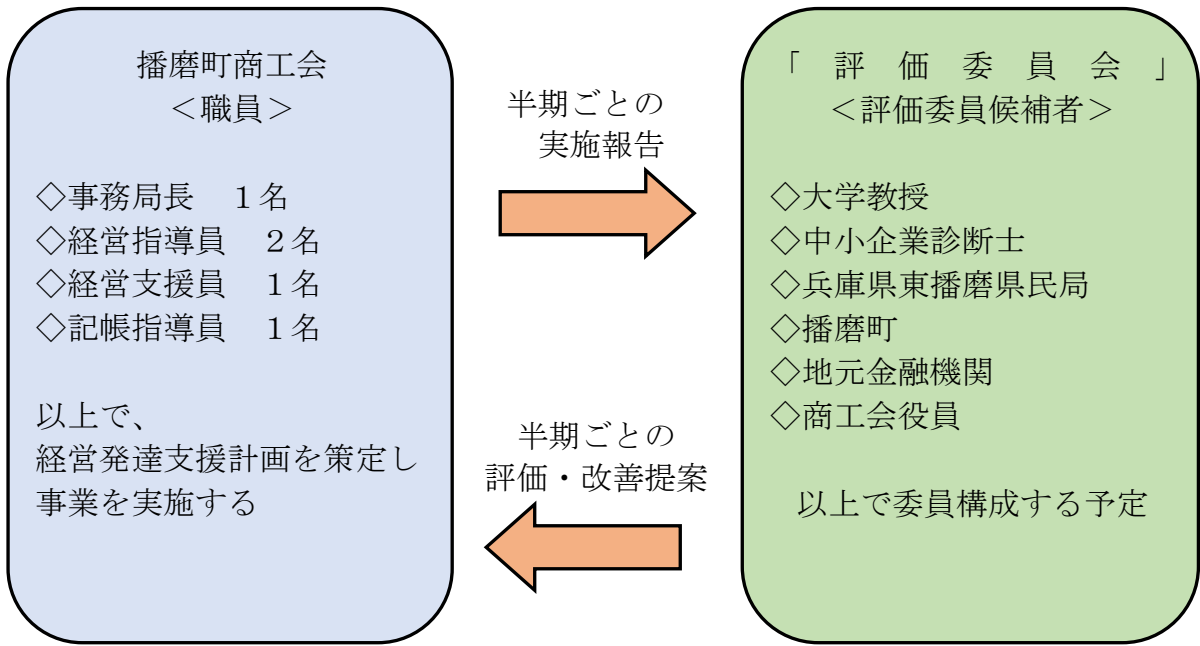 播磨町商工会
＜職員＞
◇事務局長　１名
◇経営指導員　２名
◇経営支援員　１名
◇記帳指導員　１名
以上で、
経営発達支援計画を策定し
事業を実施する
半期ごとの
実施報告
半期ごとの
評価・改善提案
「評価委員会」
＜評価委員候補者＞
◇大学教授
◇中小企業診断士
◇兵庫県東播磨県民局
◇播磨町
◇地元金融機関
◇商工会役員
以上で委員構成する予定